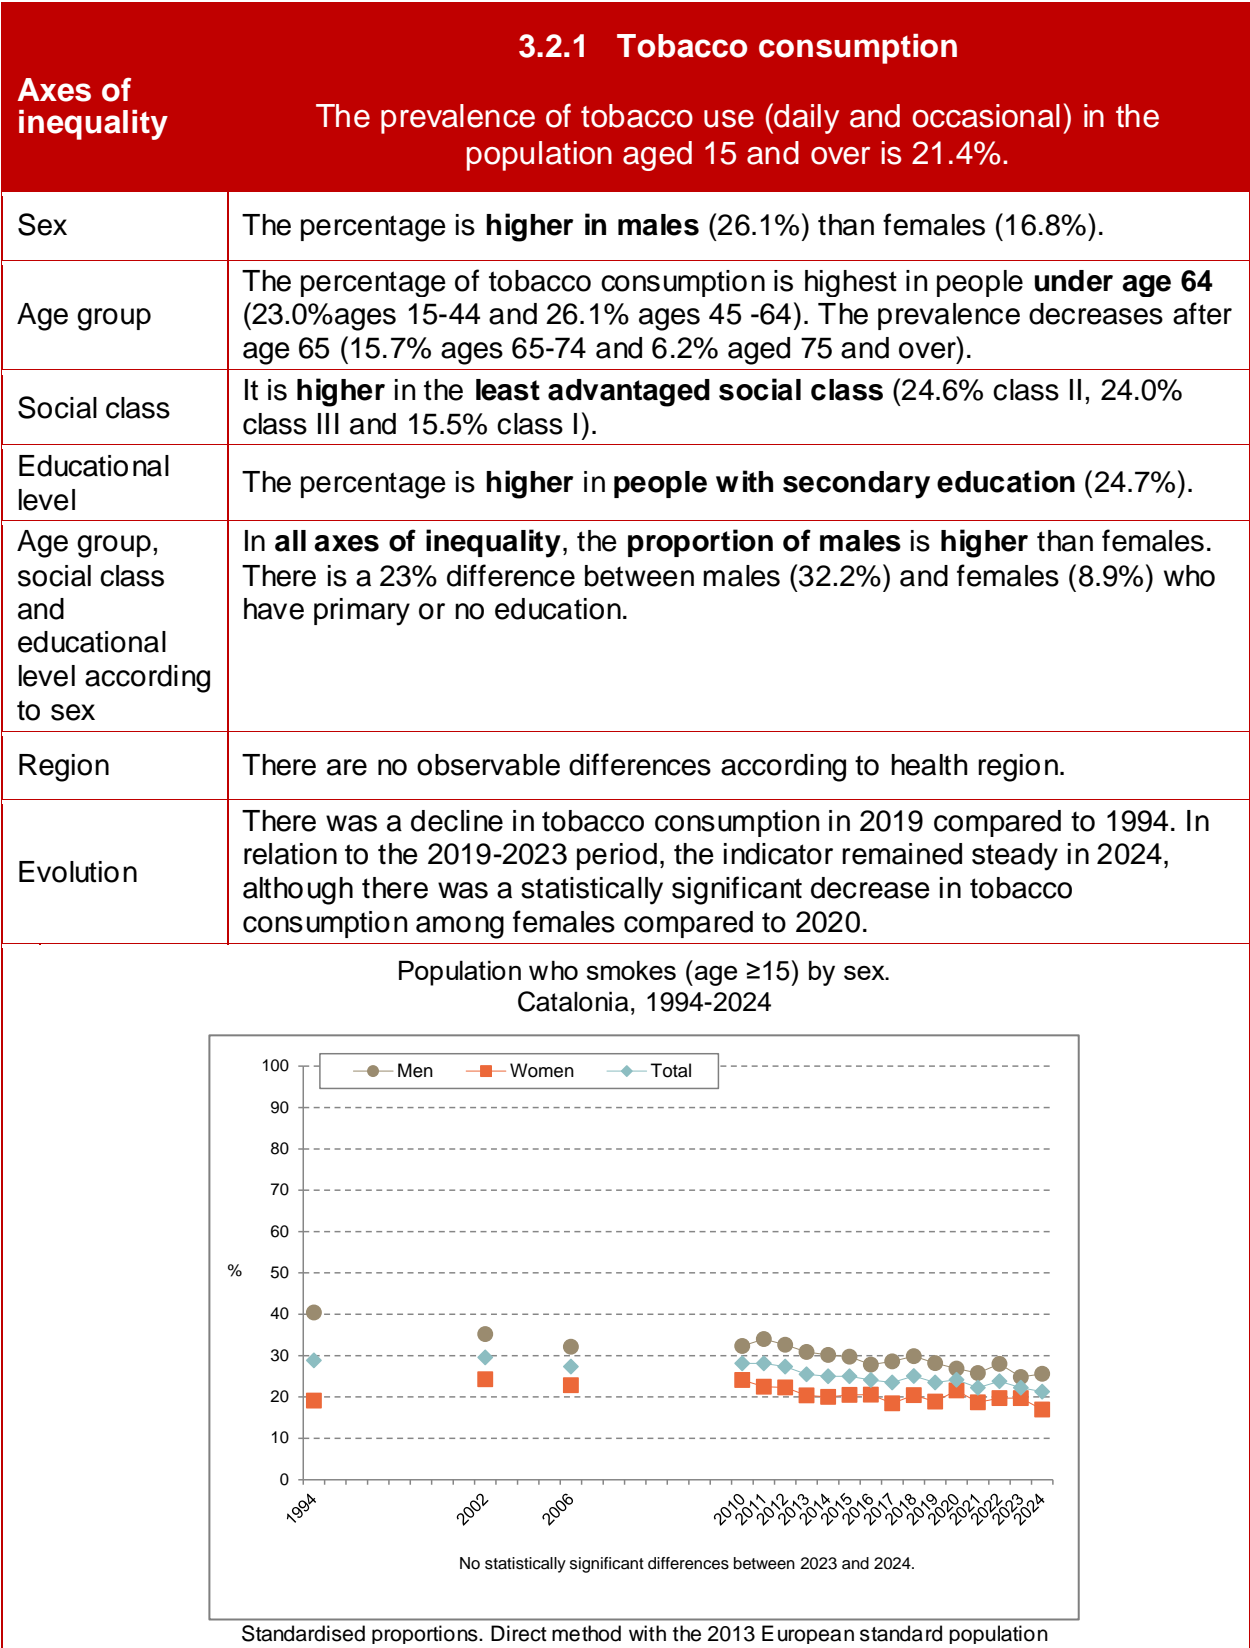 3.2.1 Tobacco consumption
Axes of
inequality
The prevalence of tobacco use (daily and occasional) in the
population aged 15 and over is 21.4%.
Sex
The percentage is higher in males (26.1%) than females (16.8%).
Age group
The percentage of tobacco consumption is highest in people under age 64
(23.0%ages 15-44 and 26.1% ages 45 -64). The prevalence decreases after
age 65 (15.7% ages 65-74 and 6.2% aged 75 and over).
Social class
It is higher in the least advantaged social class (24.6% class II, 24.0%
class III and 15.5% class I).
Educational
level
The percentage is higher in people with secondary education (24.7%).
Age group,
social class
and
educational
level according
to sex
In all axes of inequality, the proportion of males is higher than females.
There is a 23% difference between males (32.2%) and females (8.9%) who
have primary or no education.
Region
There are no observable differences according to health region.
Evolution
There was a decline in tobacco consumption in 2019 compared to 1994. In
relation to the 2019-2023 period, the indicator remained steady in 2024,
although there was a statistically significant decrease in tobacco
consumption among females compared to 2020.
Population who smokes (age ≥15) by sex.
Catalonia, 1994-2024
Men Women Total
100
90
80
70
60
50
40
30
20
10
0
%
1994 2002 2006 2010 2011 2012 2013 2014 2015 2016 2017 2018 2019 2020 2021 2022 2023 2024
No statistically significant differences between 2023 and 2024.
Standardised proportions. Direct method with the 2013 European standard population